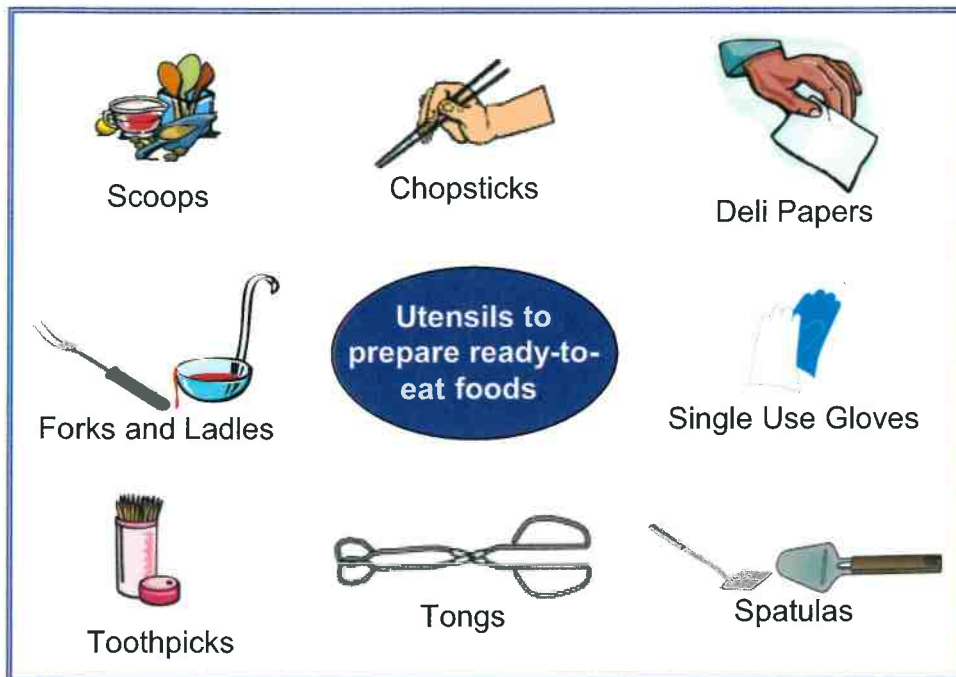 Scoops
Chopsticks
Deli Papers
Utensils to
prepare ready-to-
eat foods
Forks and Ladles
Single Use Gloves
Toothpicks
Tongs
Spatulas